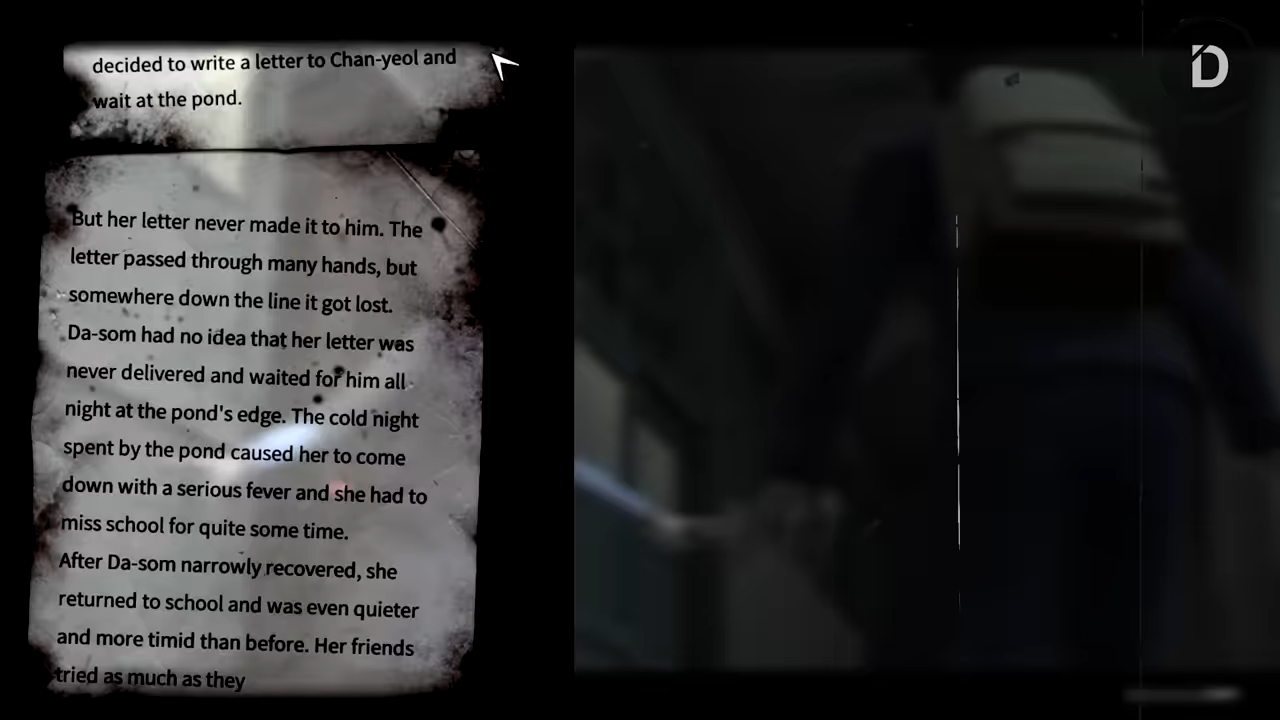 decided to write a letter to Chan-yeol and
wait at the pond.
But her letter never made it to him. The
letter passed through many hands, but
somewhere down the line it got lost.
Da-som had no idea that her letter was
never delivered and waited for him all
night at the pond's edge. The cold night
spent by the pond caused her to come
down with a serious fever and she had to
miss school for quite some time.
After Da-som narrowly recovered, she
returned to school and was even quieter
and more timid than before. Her friends
tried as much as they
D